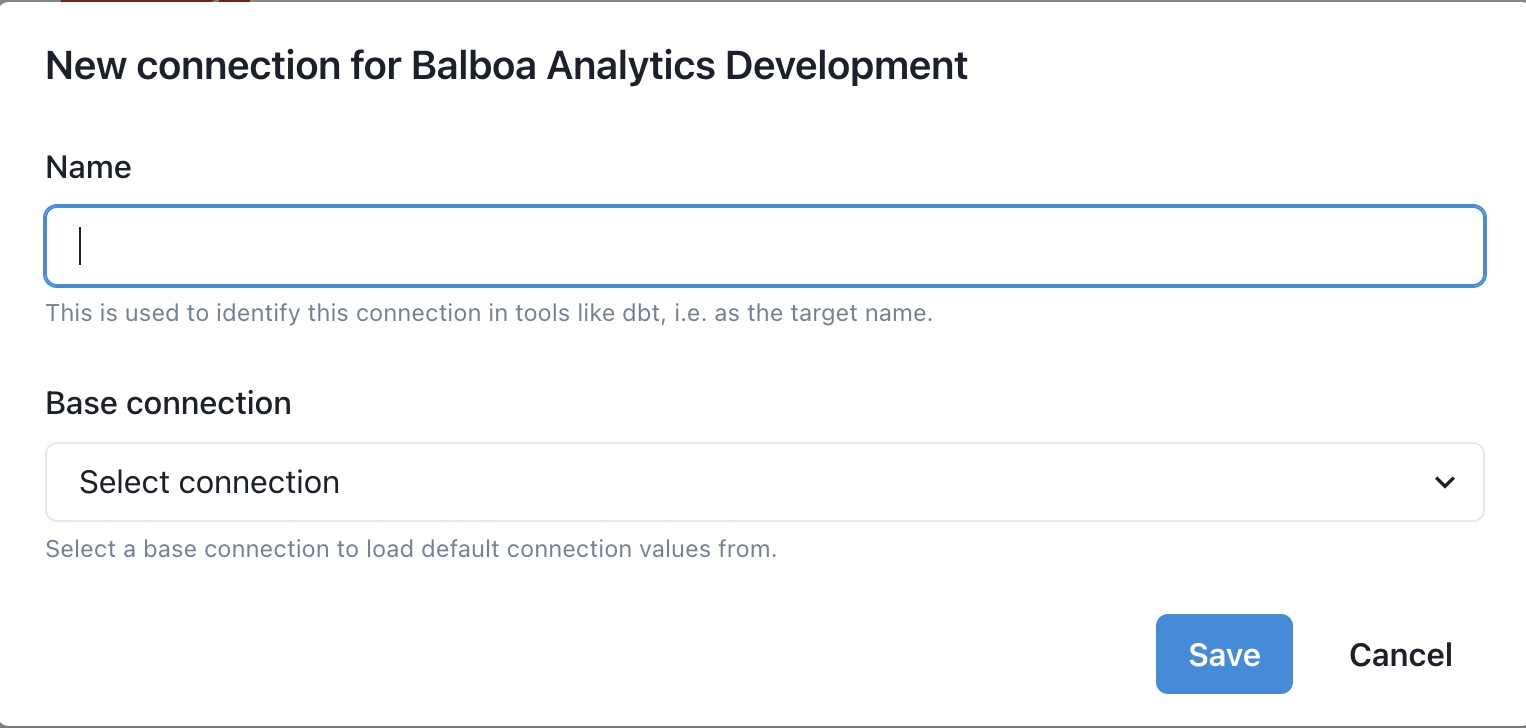 New connection for Balboa Analytics Development
Name
This is used to identify this connection in tools like dbt, i.e. as the target name.
Base connection
Select connection
Select a base connection to load default connection values from.
Save
Cancel